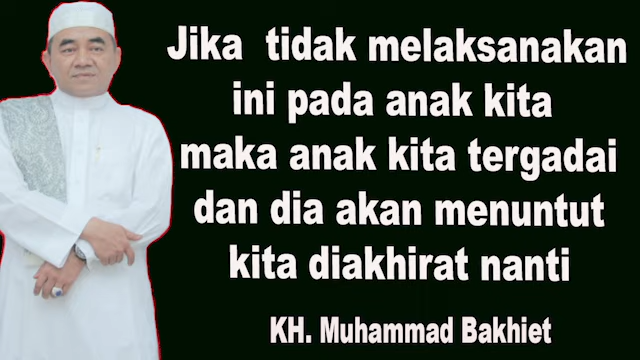 Jika tidak melaksanakan
ini pada anak kita
maka anak kita tergadai
dan dia akan menuntut
kita diakhirat nanti
KH. Muhammad Bakhiet